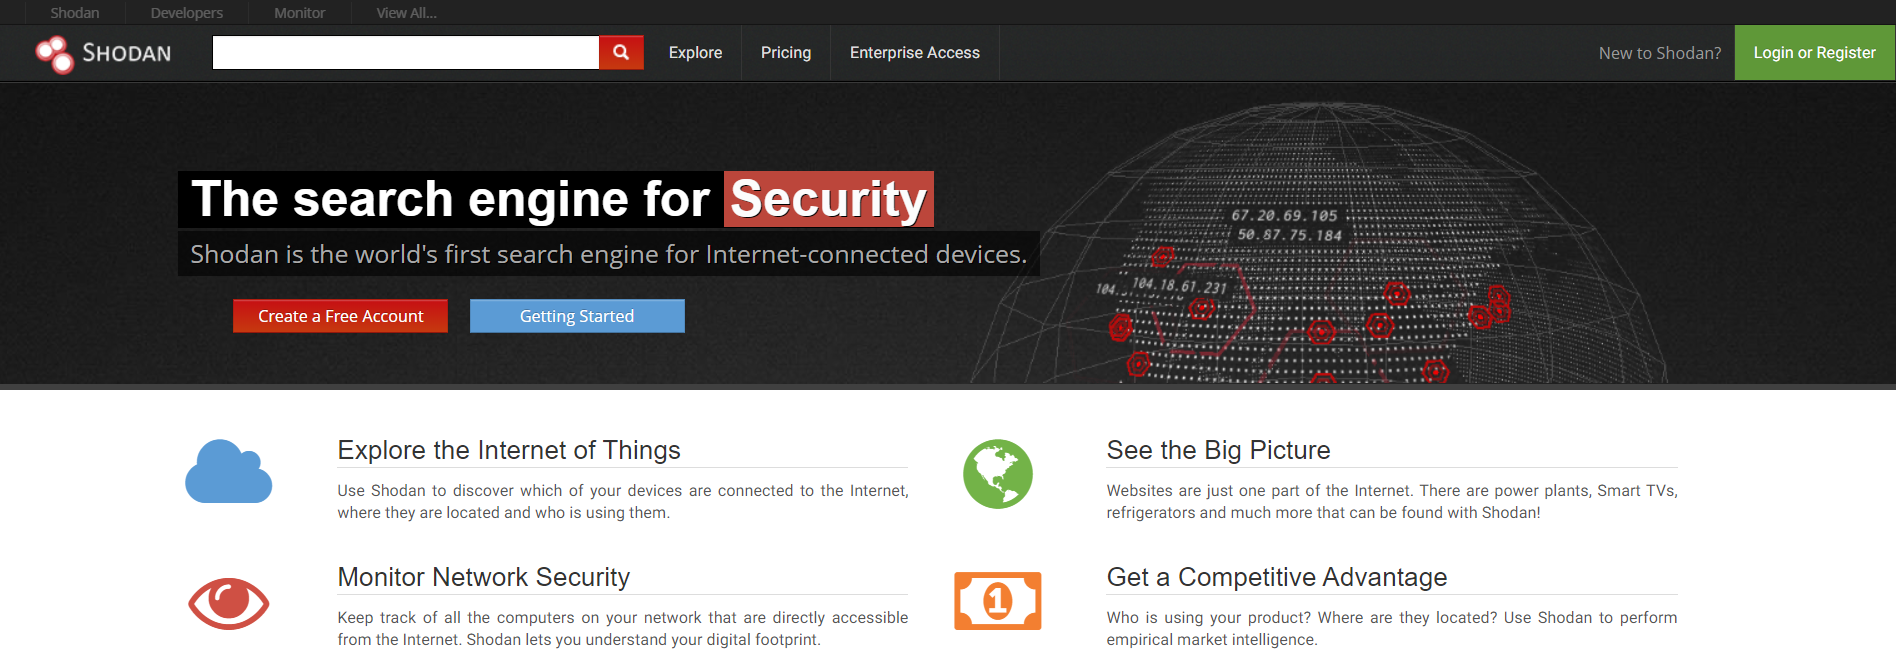 Shodan
Developers
Monitor
View All...
SHODAN
Explore
Pricing
Enterprise Access
New to Shodan?
Login or Register
The search engine for Security
Shodan is the world's first search engine for Internet-connected devices.
Create a Free Account
Getting Started
67.20.69.105
50.87.75.184
104.
104.18.61.231
Explore the Internet of Things
Use Shodan to discover which of your devices are connected to the Internet,
where they are located and who is using them.
See the Big Picture
Websites are just one part of the Internet. There are power plants, Smart TVs,
refrigerators and much more that can be found with Shodan!
Monitor Network Security
Keep track of all the computers on your network that are directly accessible
from the Internet. Shodan lets you understand your digital footprint.
1
Get a Competitive Advantage
Who is using your product? Where are they located? Use Shodan to perform
empirical market intelligence.